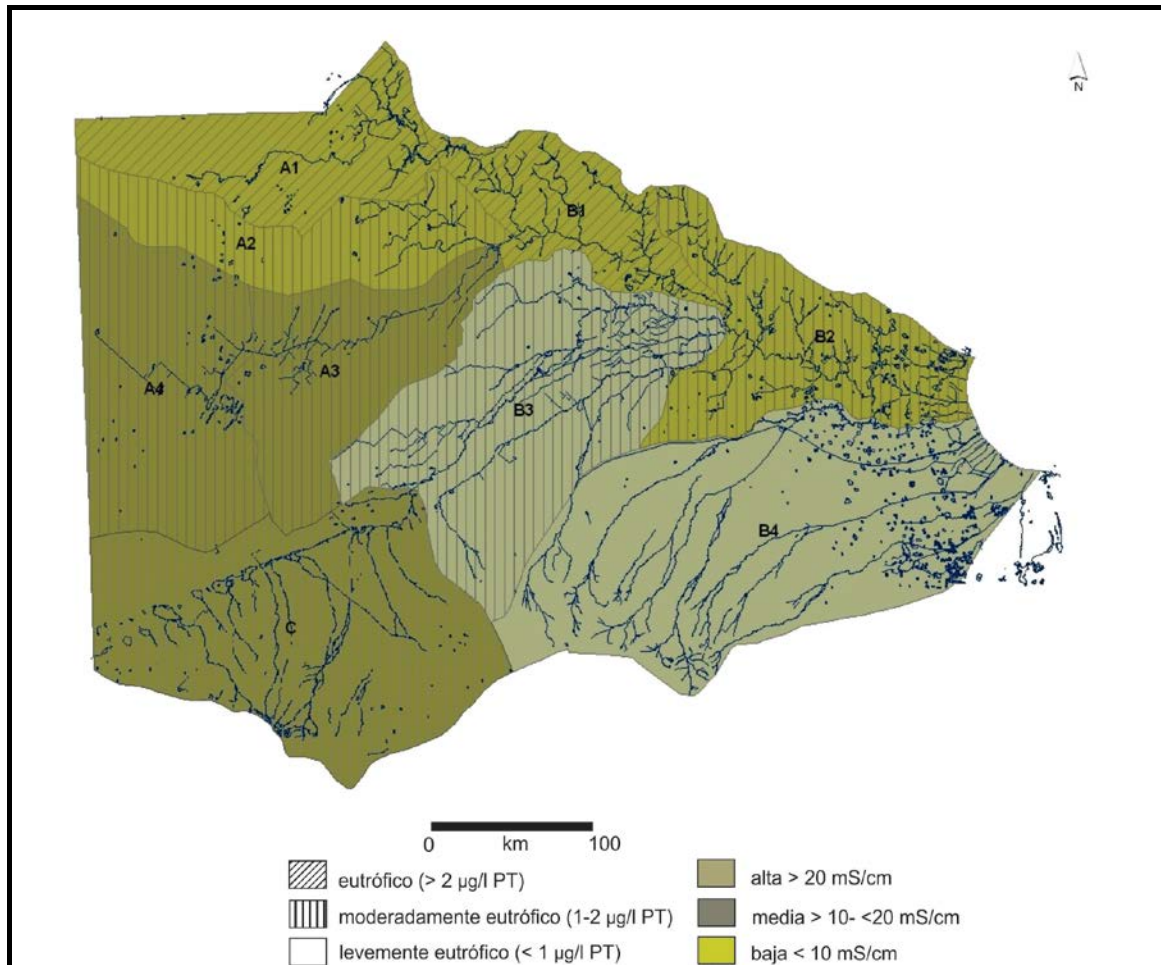 N
A1
B1
A2
B2
A3
A4
B3
B4
C
0 km 100
eutrófico (> 2 µg/l PT)
moderadamente eutrófico (1-2 µg/l PT)
levemente eutrófico (< 1 µg/l PT)
alta > 20 mS/cm
media > 10- <20 mS/cm
baja < 10 mS/cm